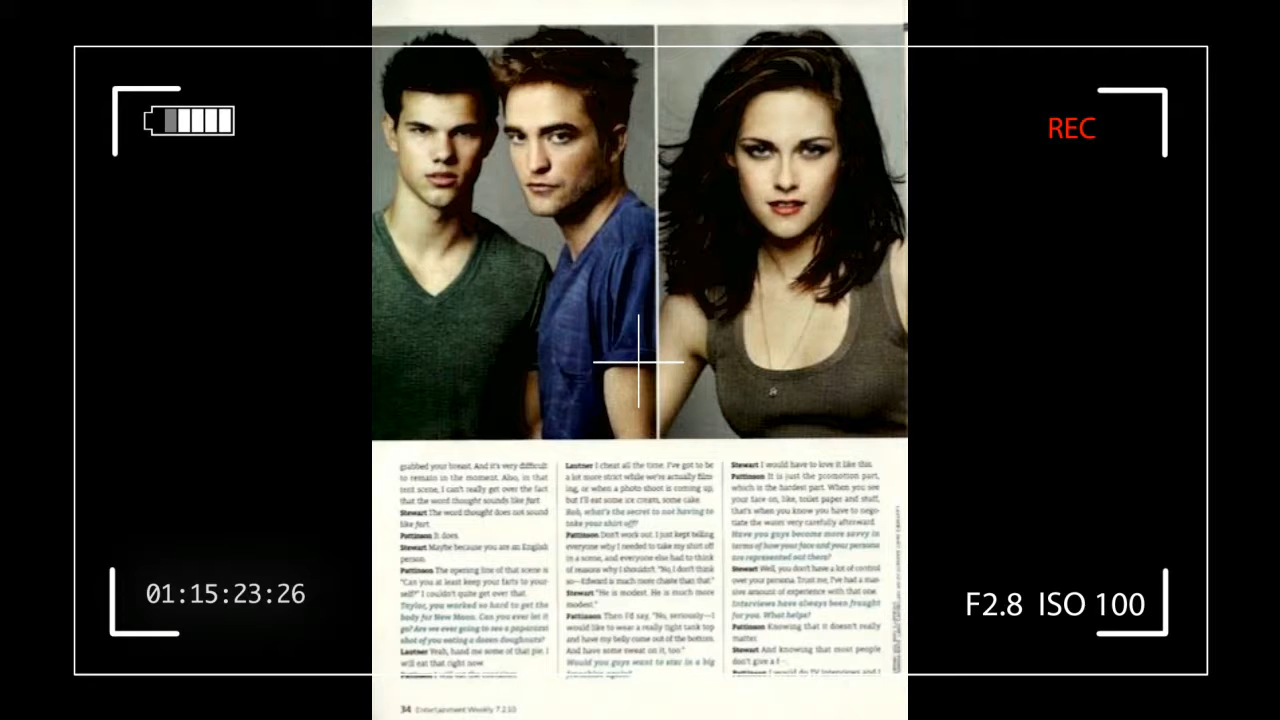 REC
grabbed your breast. And it's very difficult
to remain in the moment. Also, in that
tent scene, I can't really get over the fact
that the word thought sounds like fart.
Stewart The word thought does not sound
like fart.
Pattinson It does.
Stewart Maybe because you are an English
person.
Pattinson The opening line of that scene is
"Can you at least keep your farts to your-
self?" I couldn't quite get over that.
Taylor, you worked so hard to get the
body for New Moon. Can you ever let it
go? Are we ever going to see a paparazzi
shot of you eating a dozen doughnuts?
Lautner Yeah, hand me some of that pie. I
will eat that right now.
Lautner I cheat all the time. I've got to be
a lot more strict while we're actually film-
ing, or when a photo shoot is coming up,
but I'll eat some ice cream, some cake.
Rob, what's the secret to not having to
take your shirt off?
Pattinson Don't work out. I just kept telling
everyone why I needed to take my shirt off
in a scene, and everyone else had to think
of reasons why I shouldn't. "No, I don't think
so—Edward is much more chaste than that."
Stewart "He is modest. He is much more
modest."
Pattinson Then I'd say, "No, seriously—I
would like to wear a really tight tank top
and have my belly come out of the bottom.
And have some sweat on it, too."
Would you guys want to star in a big
franchise again?
Stewart I would have to love it like this.
Pattinson It is just the promotion part,
which is the hardest part. When you see
your face on, like, toilet paper and stuff,
that's when you know you have to nego-
tiate the water very carefully afterward.
Have you guys become more savvy in
terms of how your face and your persona
are represented out there?
Stewart Well, you don't have a lot of control
over your persona. Trust me, I've had a mas-
sive amount of experience with that one.
Interviews have always been fraught
for you. What helps?
Pattinson Knowing that it doesn't really
matter.
Stewart And knowing that most people
don't give a f—.
34 Entertainment Weekly 7.2.10
01:15:23:26
F2.8 ISO 100